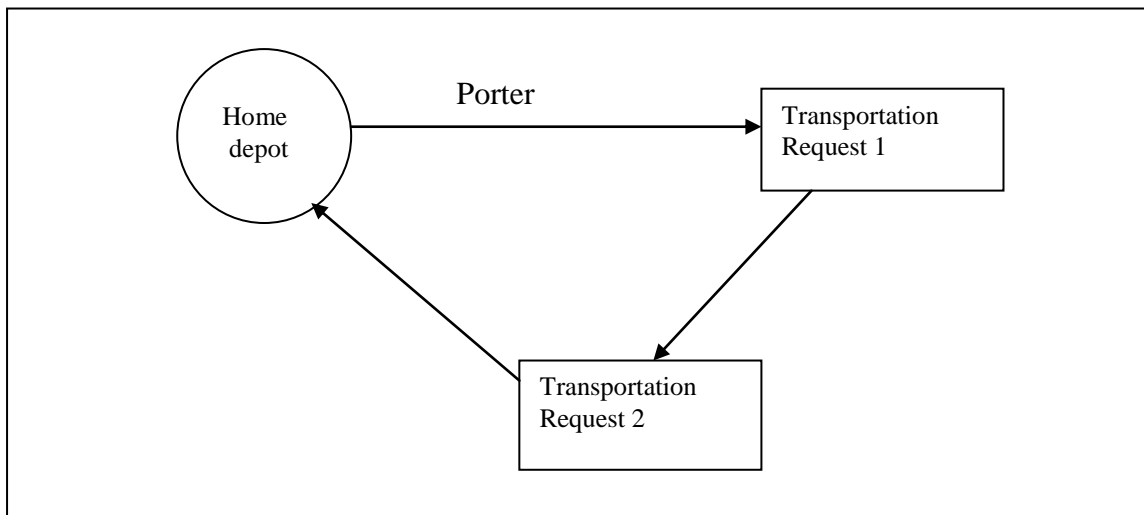 Porter
Home
depot
Transportation
Request 1
Transportation
Request 2